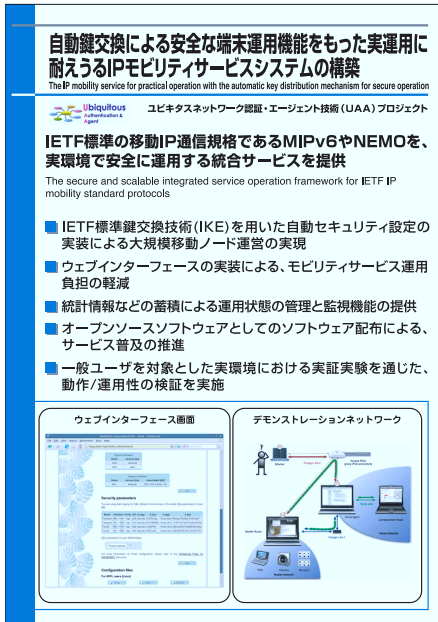 自動鍵交換による安全な端末運用機能をもった実運用に
耐えうるIPモビリティサービスシステムの構築
The IP mobility service for practical operation with the automatic key distribution mechanism for secure operation
Ubiquitous
Authentication &
Agent
ユビキタスネットワーク認証・エージェント技術(UAA)プロジェクト
IETF標準の移動IP通信規格であるMIPv6やNEMOを、
実環境で安全に運用する統合サービスを提供
The secure and scalable integrated service operation framework for IETF IP
mobility standard protocols
IETF標準鍵交換技術(IKE)を用いた自動セキュリティ設定の
実装による大規模移動ノード運営の実現
ウェブインターフェースの実装による、モビリティサービス運用
負担の軽減
統計情報などの蓄積による運用状態の管理と監視機能の提供
オープンソースソフトウェアとしてのソフトウェア配布による、
サービス普及の推進
一般ユーザを対象とした実環境における実証実験を通じた、
動作/運用性の検証を実施
ウェブインターフェース画面
デモンストレーションネットワーク
Security parameters
Configuration files
Mobile Router